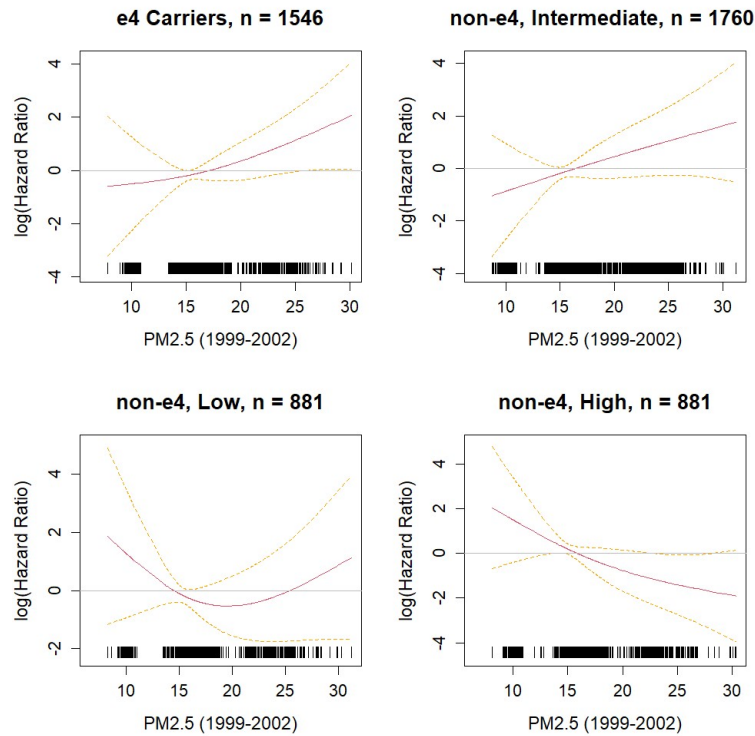 e4 Carriers, n = 1546
log(Hazard Ratio)
4
2
0
-2
-4
10 15 20 25 30
PM2.5 (1999-2002)
non-e4, Intermediate, n = 1760
log(Hazard Ratio)
4
2
0
-2
-4
10 15 20 25 30
PM2.5 (1999-2002)
non-e4, Low, n = 881
log(Hazard Ratio)
4
2
0
-2
10 15 20 25 30
PM2.5 (1999-2002)
non-e4, High, n = 881
log(Hazard Ratio)
4
2
0
-2
-4
10 15 20 25 30
PM2.5 (1999-2002)